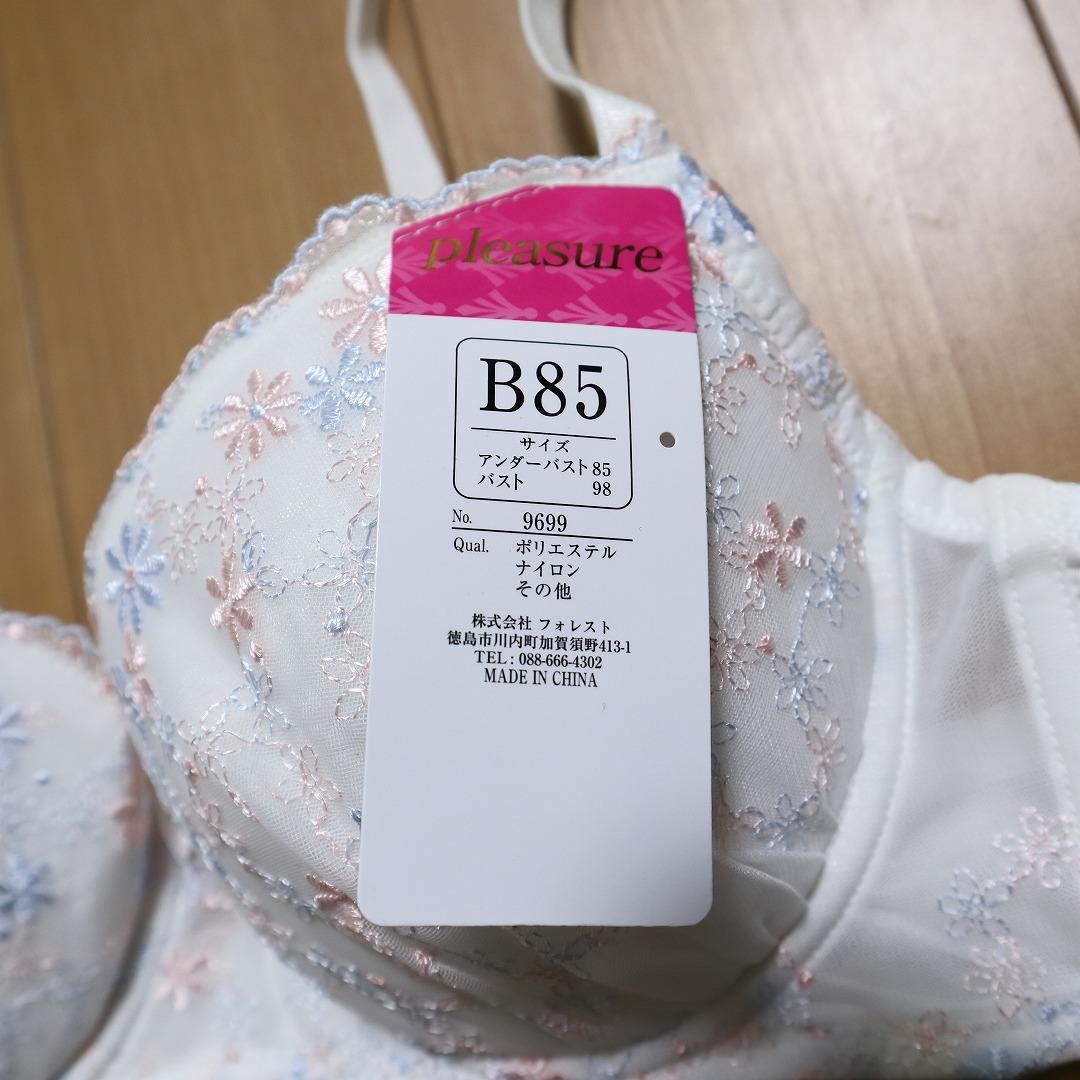 pleasure
B85
サイズ
アンダーバスト 85
バスト 98
No. 9699
Qual. ポリエステル
ナイロン
その他
株式会社 フォレスト
徳島市川内町加賀須野413-1
TEL : 088-666-4302
MADE IN CHINA